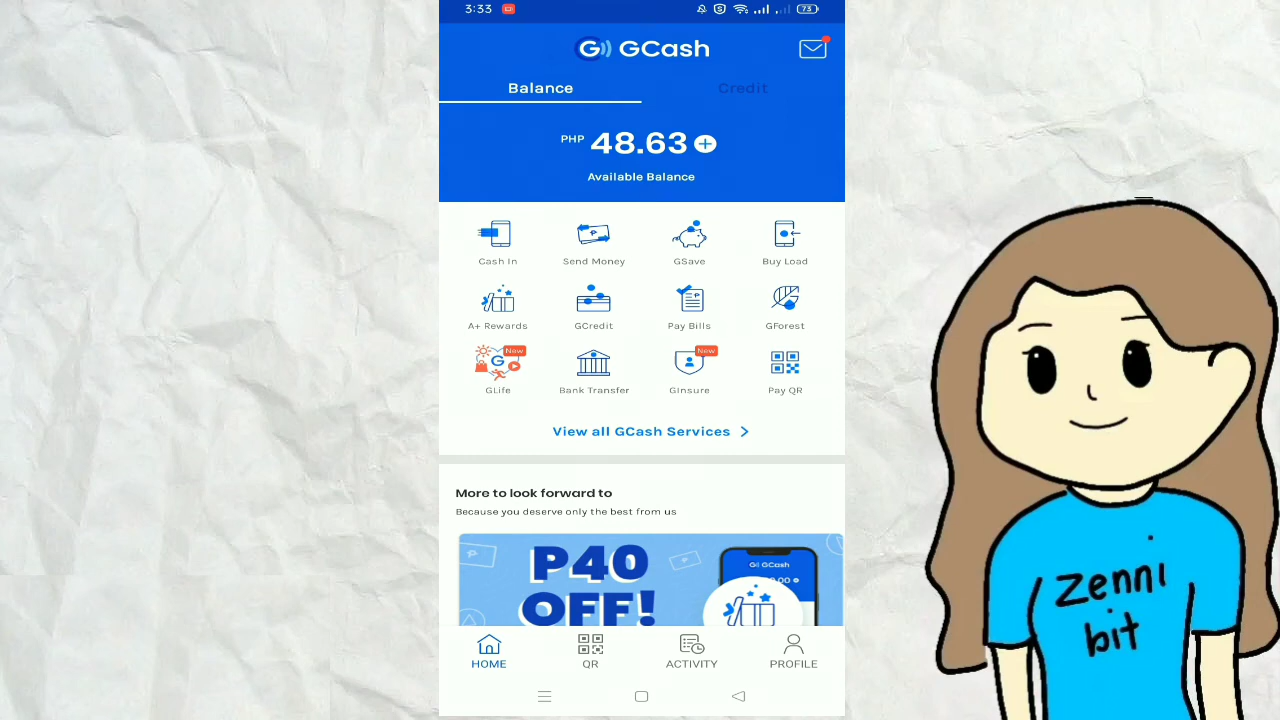 3:33
73
GCash
Balance
Credit
PHP 48.63
Available Balance
Cash In
Send Money
GSave
Buy Load
A+ Rewards
GCredit
Pay Bills
GForest
New
New
GLife
Bank Transfer
GInsure
Pay QR
View all GCash Services
More to look forward to
Because you deserve only the best from us
P40
OFF!
GCash
HOME
QR
ACTIVITY
PROFILE
zenni
bit